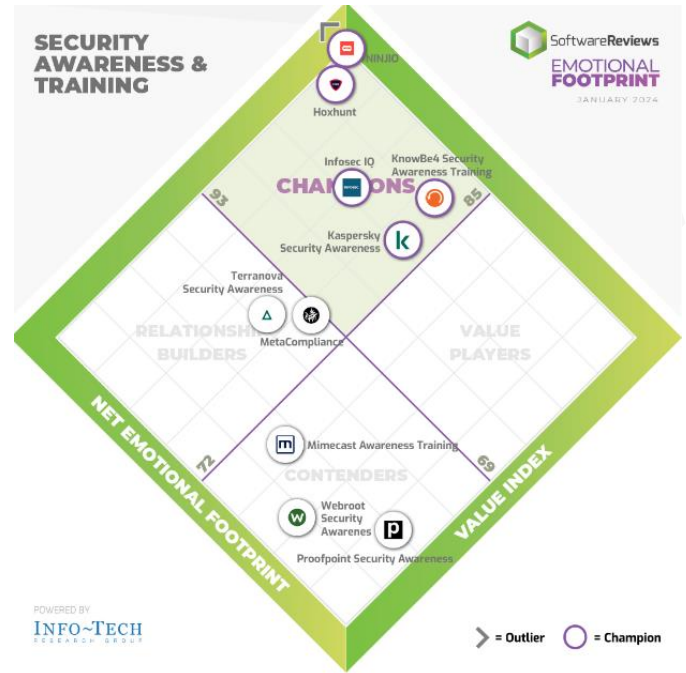 SECURITY
AWARENESS &
TRAINING
SoftwareReviews
EMOTIONAL
FOOTPRINT
JANUARY 2024
NINJIO
Hoxhunt
Infosec IQ
KnowBe4 Security
Awareness Training
CHAMPIONS
93
85
Kaspersky
Security Awareness
k
Terranova
Security Awareness
MetaCompliance
RELATIONSHIP
BUILDERS
VALUE
PLAYERS
m
Mimecast Awareness Training
72
69
CONTENDERS
W
Webroot
Security
Awarenes
p
Proofpoint Security Awareness
NET EMOTIONAL FOOTPRINT
VALUE INDEX
POWERED BY
INFO~TECH
RESEARCH GROUP
= Outlier
= Champion